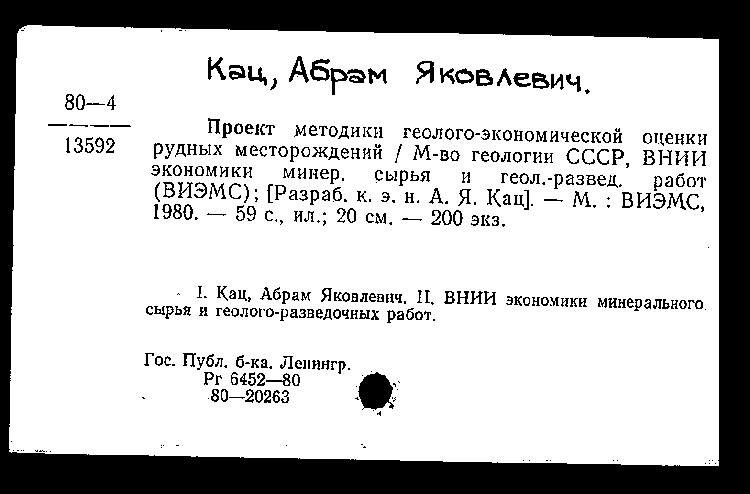 Кац, Абрам Яковлевич.
80—4
13592
Проект методики геолого-экономической оценки
рудных месторождений / М-во геологии СССР, ВНИИ
экономики минер. сырья и геол.-развед. работ
(ВИЭМС); [Разраб. к. э. н. А. Я. Кац]. — М. : ВИЭМС,
1980. — 59 с., ил.; 20 см. — 200 экз.
I. Кац, Абрам Яковлевич. II. ВНИИ экономики минерального
сырья и геолого-разведочных работ.
Гос. Публ. б-ка. Ленингр.
Рг 6452—80
80—20263